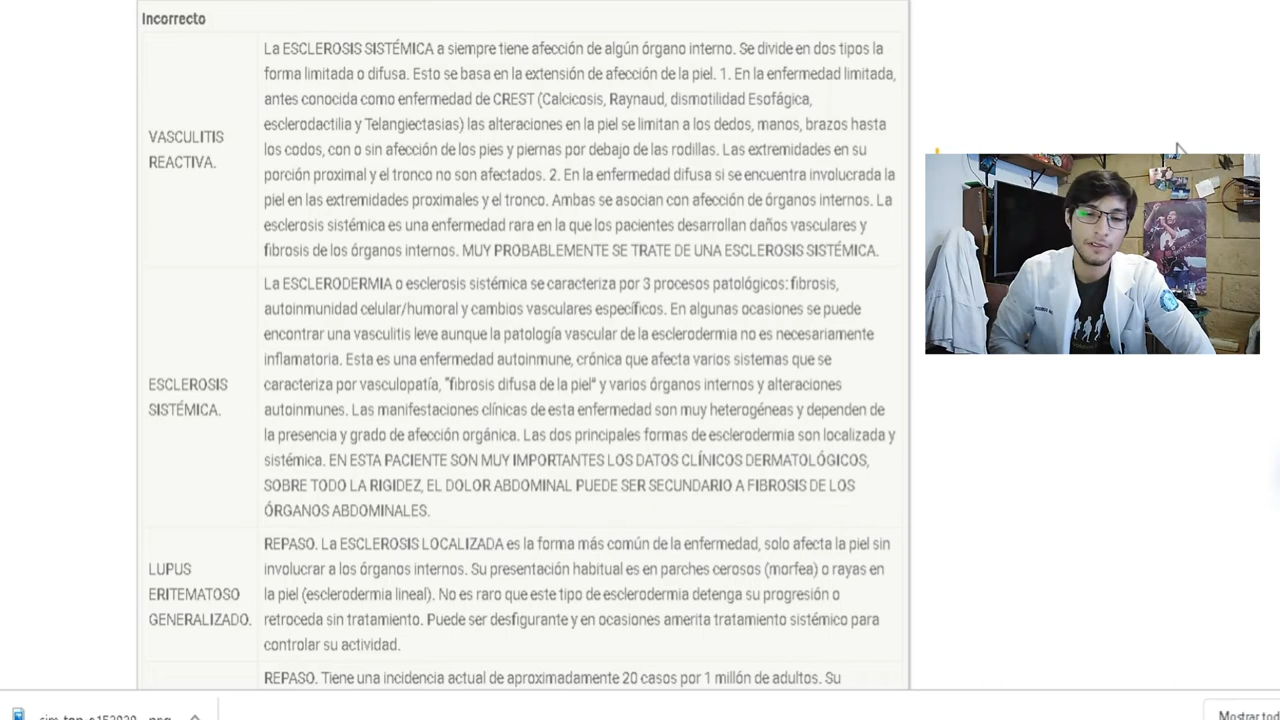 Incorrecto
La ESCLEROSIS SISTÉMICA a siempre tiene afección de algún órgano interno. Se divide en dos tipos la
forma limitada o difusa. Esto se basa en la extensión de afección de la piel. 1. En la enfermedad limitada,
antes conocida como enfermedad de CREST (Calcicosis, Raynaud, dismotilidad Esofágica,
esclerodactilia y Telangiectasias) las alteraciones en la piel se limitan a los dedos, manos, brazos hasta
los codos, con o sin afección de los pies y piernas por debajo de las rodillas. Las extremidades en su
porción proximal y el tronco no son afectados. 2. En la enfermedad difusa si se encuentra involucrada la
piel en las extremidades proximales y el tronco. Ambas se asocian con afección de órganos internos. La
esclerosis sistémica es una enfermedad rara en la que los pacientes desarrollan daños vasculares y
fibrosis de los órganos internos. MUY PROBABLEMENTE SE TRATE DE UNA ESCLEROSIS SISTÉMICA.
VASCULITIS
REACTIVA.
La ESCLERODERMIA o esclerosis sistémica se caracteriza por 3 procesos patológicos: fibrosis,
autoinmunidad celular/humoral y cambios vasculares específicos. En algunas ocasiones se puede
encontrar una vasculitis leve aunque la patología vascular de la esclerodermia no es necesariamente
inflamatoria. Esta es una enfermedad autoinmune, crónica que afecta varios sistemas que se
caracteriza por vasculopatía, "fibrosis difusa de la piel" y varios órganos internos y alteraciones
autoinmunes. Las manifestaciones clínicas de esta enfermedad son muy heterogéneas y dependen de
la presencia y grado de afección orgánica. Las dos principales formas de esclerodermia son localizada y
sistémica. EN ESTA PACIENTE SON MUY IMPORTANTES LOS DATOS CLÍNICOS DERMATOLÓGICOS,
SOBRE TODO LA RIGIDEZ, EL DOLOR ABDOMINAL PUEDE SER SECUNDARIO A FIBROSIS DE LOS
ÓRGANOS ABDOMINALES.
ESCLEROSIS
SISTÉMICA.
REPASO. La ESCLEROSIS LOCALIZADA es la forma más común de la enfermedad, solo afecta la piel sin
involucrar a los órganos internos. Su presentación habitual es en parches cerosos (morfea) o rayas en
la piel (esclerodermia lineal). No es raro que este tipo de esclerodermia detenga su progresión o
retroceda sin tratamiento. Puede ser desfigurante y en ocasiones amerita tratamiento sistémico para
controlar su actividad.
LUPUS
ERITEMATOSO
GENERALIZADO.
REPASO. Tiene una incidencia actual de aproximadamente 20 casos por 1 millón de adultos. Su
Mostrar tod